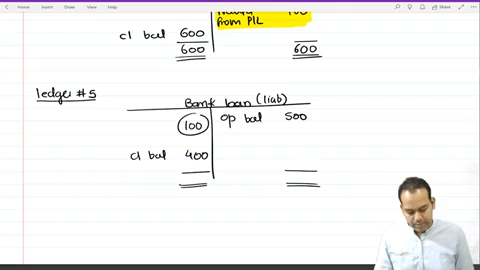 from P|L
cl bal 600
600 600
ledger #5
Bank loan (liab)
100 op bal 500
cl bal 400